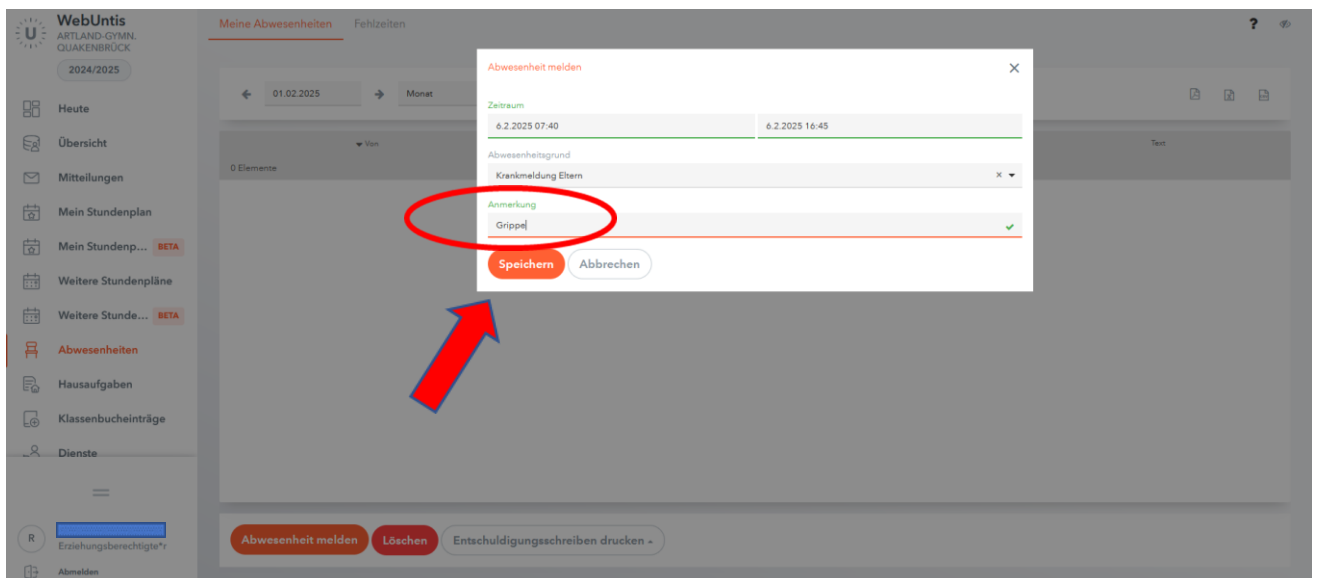 WebUntis
ARTLAND-GYMN.
QUAKENBRÜCK
2024/2025
Heute
Übersicht
Mitteilungen
Mein Stundenplan
Mein Stundenp... BETA
Weitere Stundenpläne
Weitere Stunde... BETA
Abwesenheiten
Hausaufgaben
Klassenbucheinträge
Dienste
R
Erziehungsberechtigte*r
Abmelden
Meine Abwesenheiten Fehlzeiten
?
01.02.2025 Monat
Von Text
0 Elemente
Abwesenheit melden
Zeitraum
6.2.2025 07:40 6.2.2025 16:45
Abwesenheitsgrund
Krankmeldung Eltern
Anmerkung
Grippe
Speichern Abbrechen
Abwesenheit melden Löschen Entschuldigungsschreiben drucken